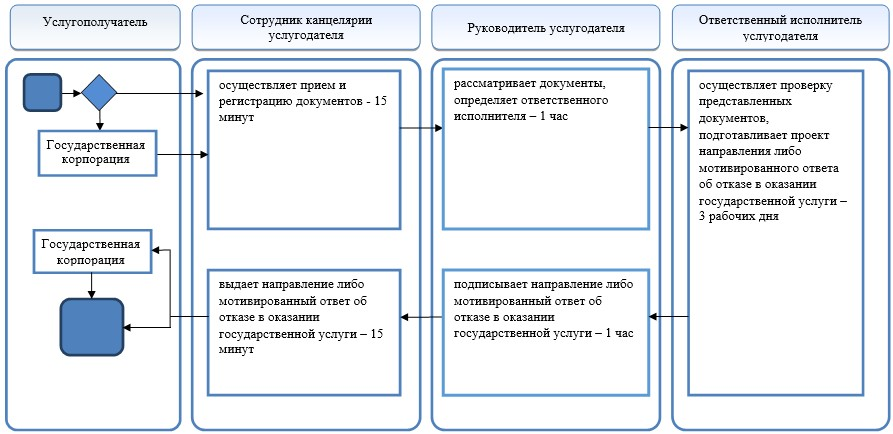 Услугополучатель
Сотрудник канцелярии
услугодателя
Руководитель услугодателя
Ответственный исполнитель
услугодателя
Государственная
корпорация
осуществляет прием и
регистрацию документов - 15
минут
рассматривает документы,
определяет ответственного
исполнителя – 1 час
осуществляет проверку
представленных
документов,
подготавливает проект
направления либо
мотивированного ответа
об отказе в оказании
государственной услуги –
3 рабочих дня
Государственная
корпорация
выдает направление либо
мотивированный ответ об
отказе в оказании
государственной услуги – 15
минут
подписывает направление либо
мотивированный ответ об
отказе в оказании
государственной услуги – 1 час